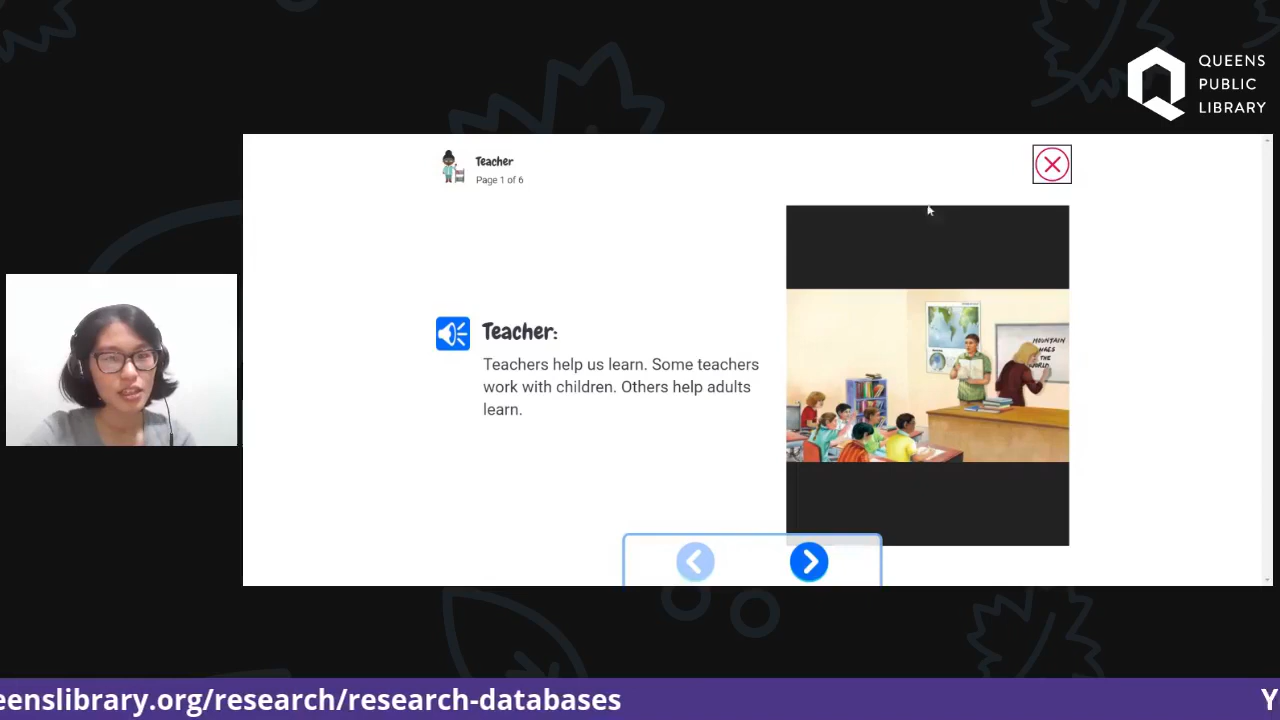 QUEENS
PUBLIC
LIBRARY
Teacher
Page 1 of 6
Teacher:
Teachers help us learn. Some teachers
work with children. Others help adults
learn.
MOUNTAIN
THE
WORLD
eenslibrary.org/research/research-databases
Y